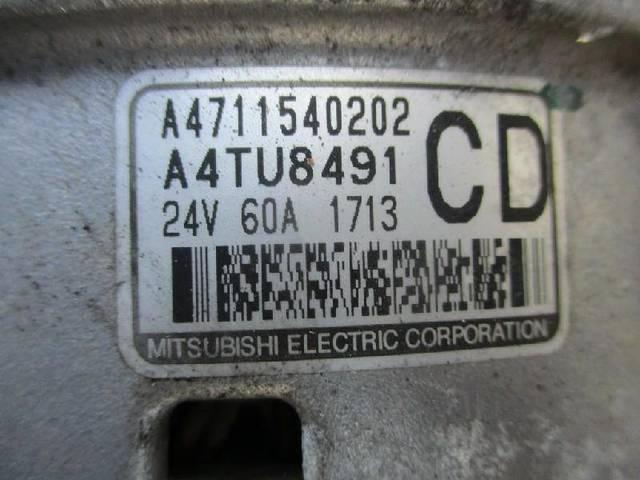 A4711540202
A4TU8491
CD
24V 60A 1713
MITSUBISHI ELECTRIC CORPORATION